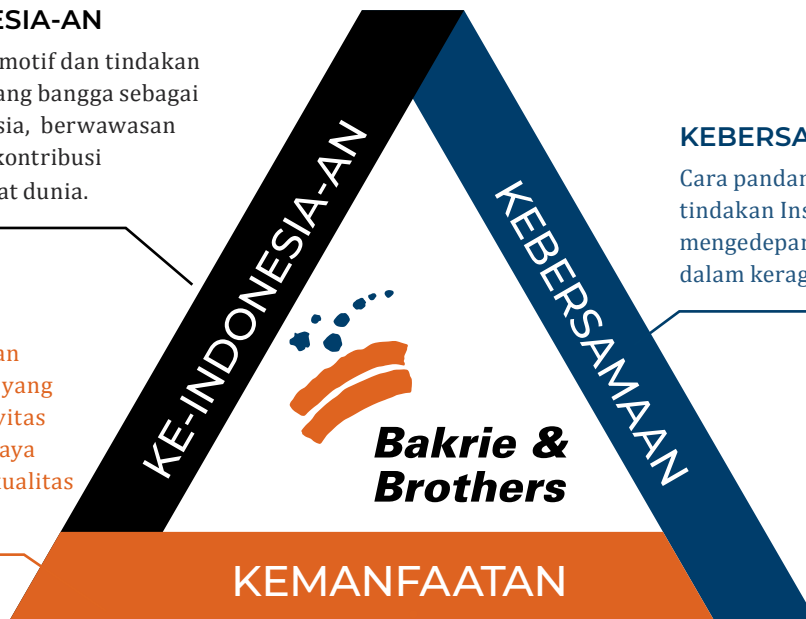 ESIA-AN
motif dan tindakan
ang bangga sebagai
sia, berwawasan
kontribusi
at dunia.
KE-INDONESIA-AN
KEBERSAMAAN
KEBERSA
Cara pandan
tindakan Ins
mengedepan
dalam kerag
an
yang
vitas
aya
kualitas
Bakrie &
Brothers
KEMANFAATAN